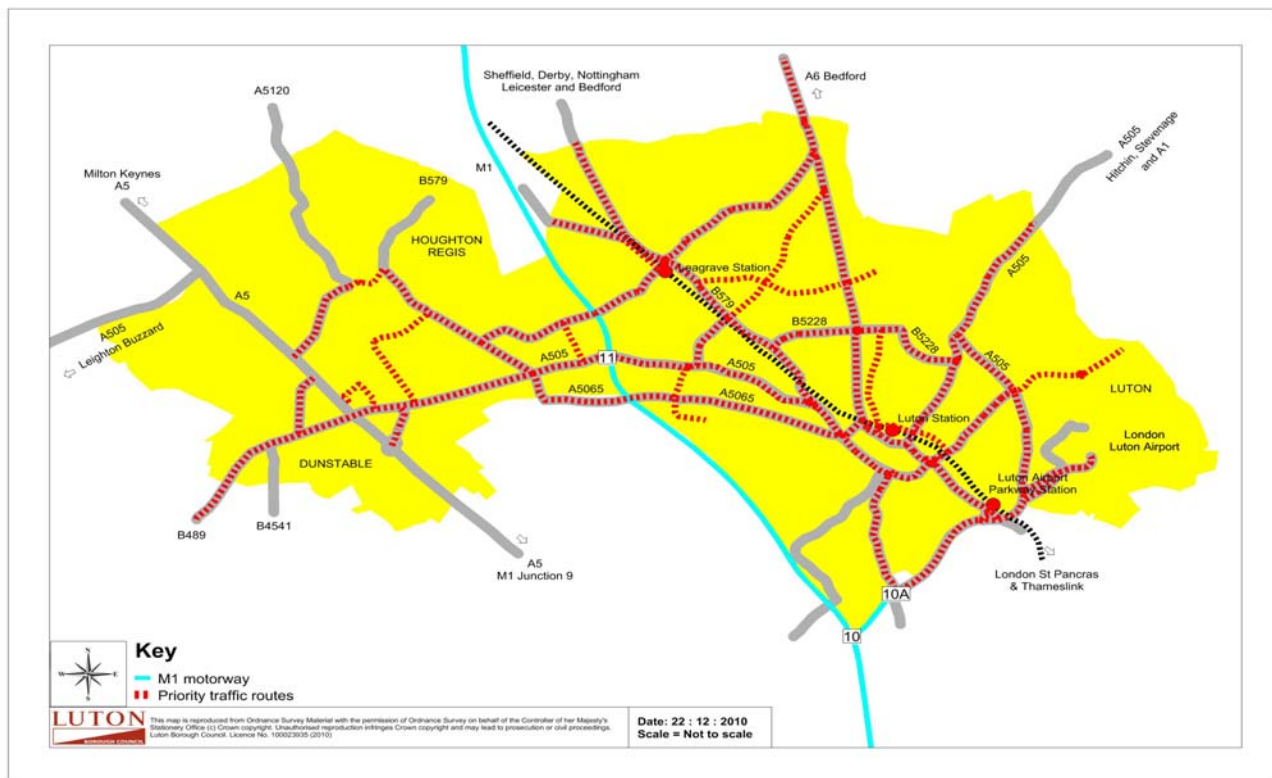 Sheffield, Derby, Nottingham
Leicester and Bedford
A6 Bedford
A5120
A505
Hitchin, Stevenage
and A1
M1
Milton Keynes
A5
B579
HOUGHTON
REGIS
Leagrave Station
A505
A5
B579
A505
Leighton Buzzard
B5228
B5228
A505
11
A505
A505
A5065
A5065
LUTON
Luton Station
London
Luton Airport
DUNSTABLE
Luton Airport
Parkway Station
B4541
B489
A5
M1 Junction 9
London St Pancras
& Thameslink
10A
10
N
W
E
S
Key
M1 motorway
Priority traffic routes
LUTON
BOROUGH COUNCIL
This map is reproduced from Ordnance Survey Material with the permission of Ordnance Survey on behalf of the Controller of her Majesty's
Stationery Office (c) Crown copyright. Unauthorised reproduction infringes Crown copyright and may lead to prosecution or civil proceedings.
Luton Borough Council. Licence No. 100023935 (2010)
Date: 22 : 12 : 2010
Scale = Not to scale